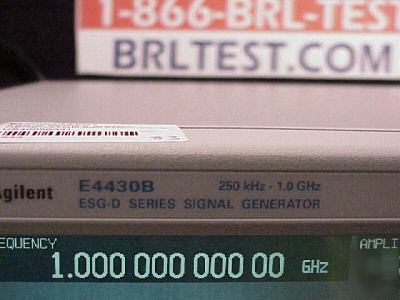 1-866-BRL-TEST
BRLTEST.COM
Agilent E4430B 250 kHz - 1.0 GHz
ESG-D SERIES SIGNAL GENERATOR
EQUENCY AMPLI
1.000 000 000 00 GHz